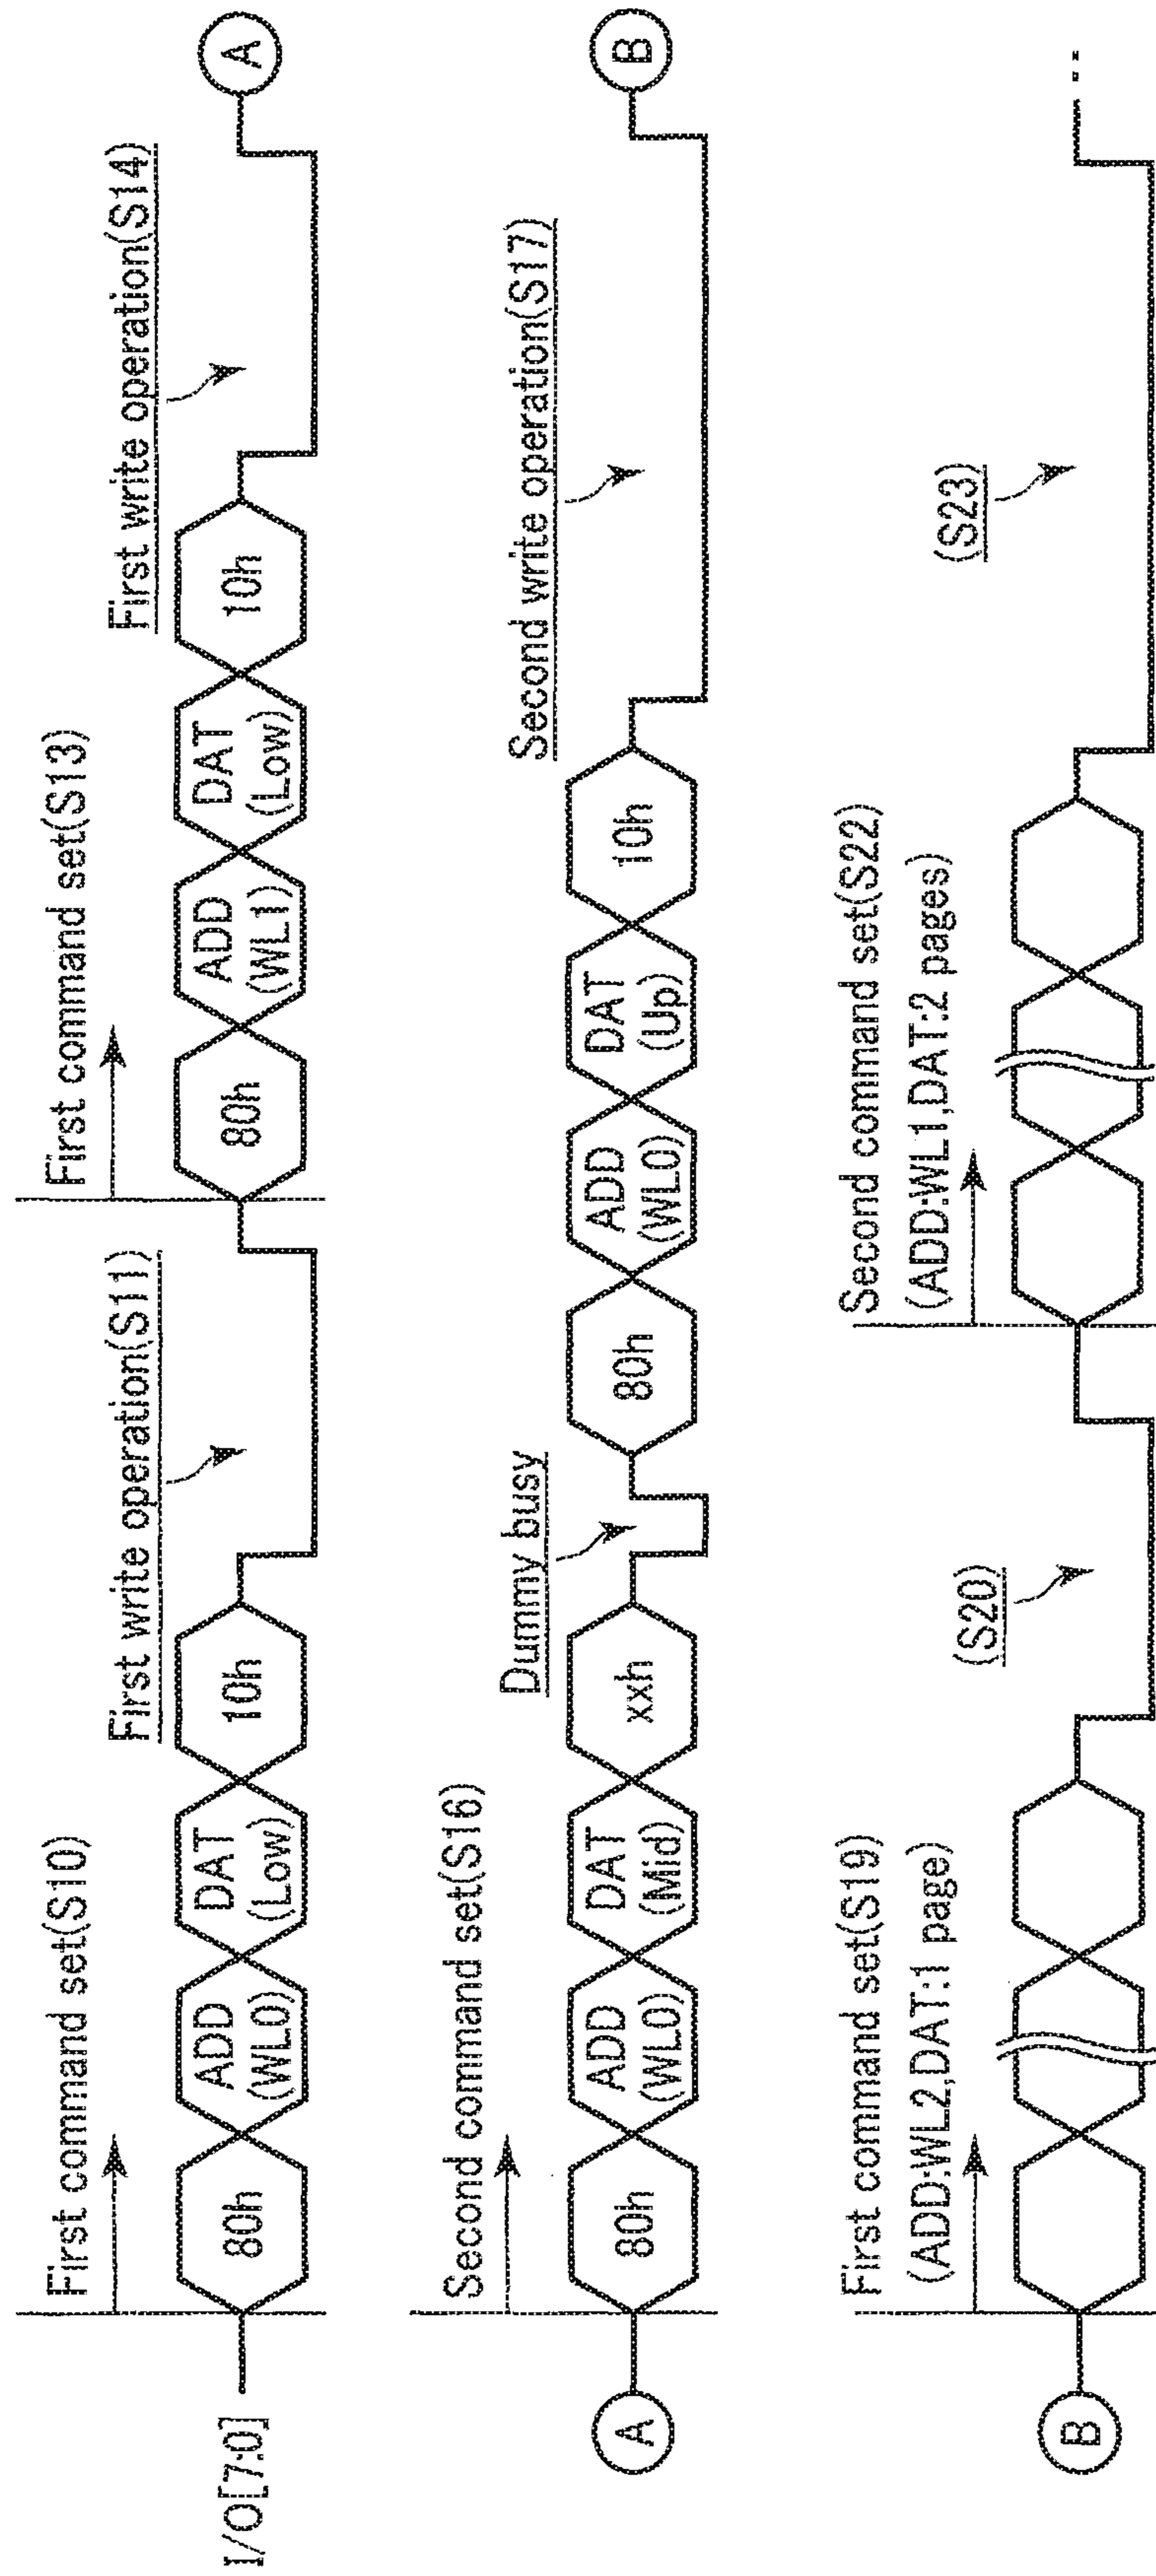 First command set(S10)
First write operation(S11)
First command set(S13)
First write operation(S14)
I/O[7:0]
80h
ADD
(WL0)
DAT
(Low)
10h
80h
ADD
(WL1)
DAT
(Low)
10h
A
Second command set(S16)
Dummy busy
Second write operation(S17)
A
80h
ADD
(WL0)
DAT
(Mid)
xxh
80h
ADD
(WL0)
DAT
(Up)
10h
B
First command set(S19)
(ADD:WL2,DAT:1 page)
(S20)
Second command set(S22)
(ADD:WL1,DAT:2 pages)
(S23)
B